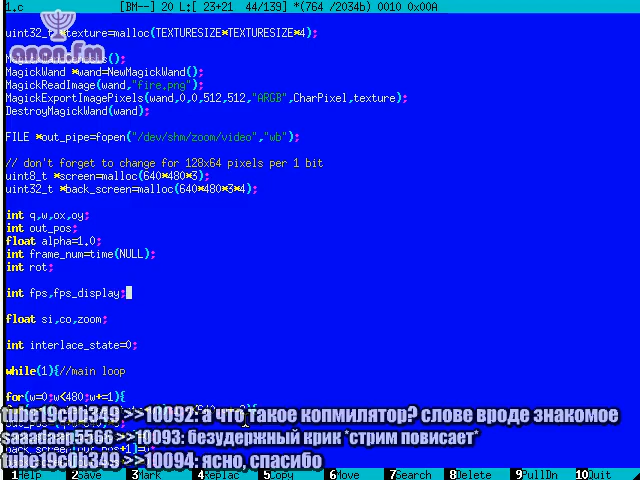 1.c [BM--] 20 L:[ 23+21 44/139] *(764 /2034b) 0010 0x00A
uint32_t *texture=malloc(TEXTURESIZE*TEXTURESIZE*4);
anon.fm
MagickWand *wand=NewMagickWand();
MagickReadImage(wand,"fire.png");
MagickExportImagePixels(wand,0,0,512,512,"ARGB",CharPixel,texture);
DestroyMagickWand(wand);
FILE *out_pipe=fopen("/dev/shm/zoom/video","wb");
// don't forget to change for 128x64 pixels per 1 bit
uint8_t *screen=malloc(640*480*3);
uint32_t *back_screen=malloc(640*480*3*4);
int q,w,ox,oy;
int out_pos;
float alpha=1.0;
int frame_num=time(NULL);
int rot;
int fps,fps_display;
float si,co,zoom;
int interlace_state=0;
while(1){//main loop
for(w=0;w<480;w+=1){
tube19c0b349 >>10092: а что такое копмилятор? слове вроде знакомое
saaadaap5566 >>10093: безудержный крик *стрим повисает*
tube19c0b349 >>10094: ясно, спасибо
1Help 2Save 3Mark 4Replac 5Copy 6Move 7Search 8Delete 9PullDn 10Quit